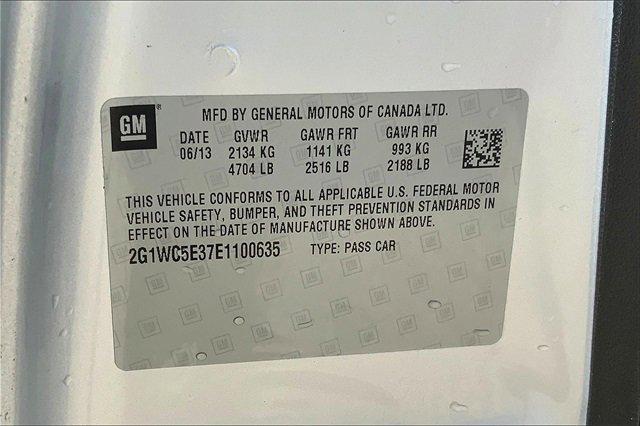 GM
MFD BY GENERAL MOTORS OF CANADA LTD.
DATE GVWR GAWR FRT GAWR RR
06/13 2134 KG 1141 KG 993 KG
4704 LB 2516 LB 2188 LB
THIS VEHICLE CONFORMS TO ALL APPLICABLE U.S. FEDERAL MOTOR
VEHICLE SAFETY, BUMPER, AND THEFT PREVENTION STANDARDS IN
EFFECT ON THE DATE OF MANUFACTURE SHOWN ABOVE.
2G1WC5E37E1100635 TYPE: PASS CAR